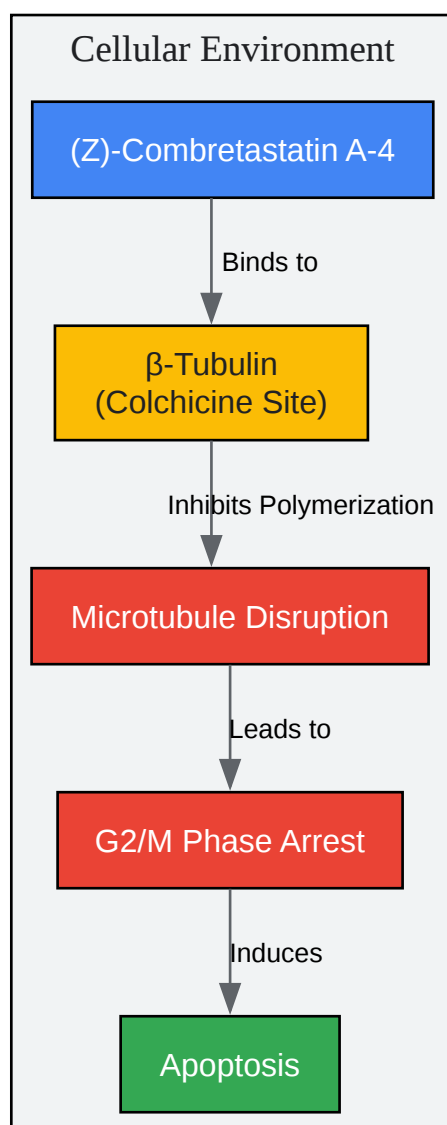 Cellular Environment
(Z)-Combretastatin A-4
Binds to
β-Tubulin
(Colchicine Site)
Inhibits Polymerization
Microtubule Disruption
Leads to
G2/M Phase Arrest
Induces
Apoptosis